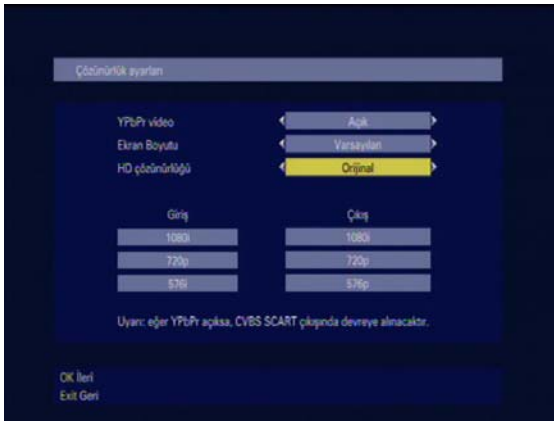 Çözünürlük ayarları
YPbPr video Açık
Ekran Boyutu Varsayılan
HD çözünürlüğü Orijinal
Giriş Çıkış
1080i 1080i
720p 720p
576i 576p
Uyarı: eğer YPbPr açıksa, CVBS SCART çıkışında devreye alınacaktır.
OK İleri
Exit Geri